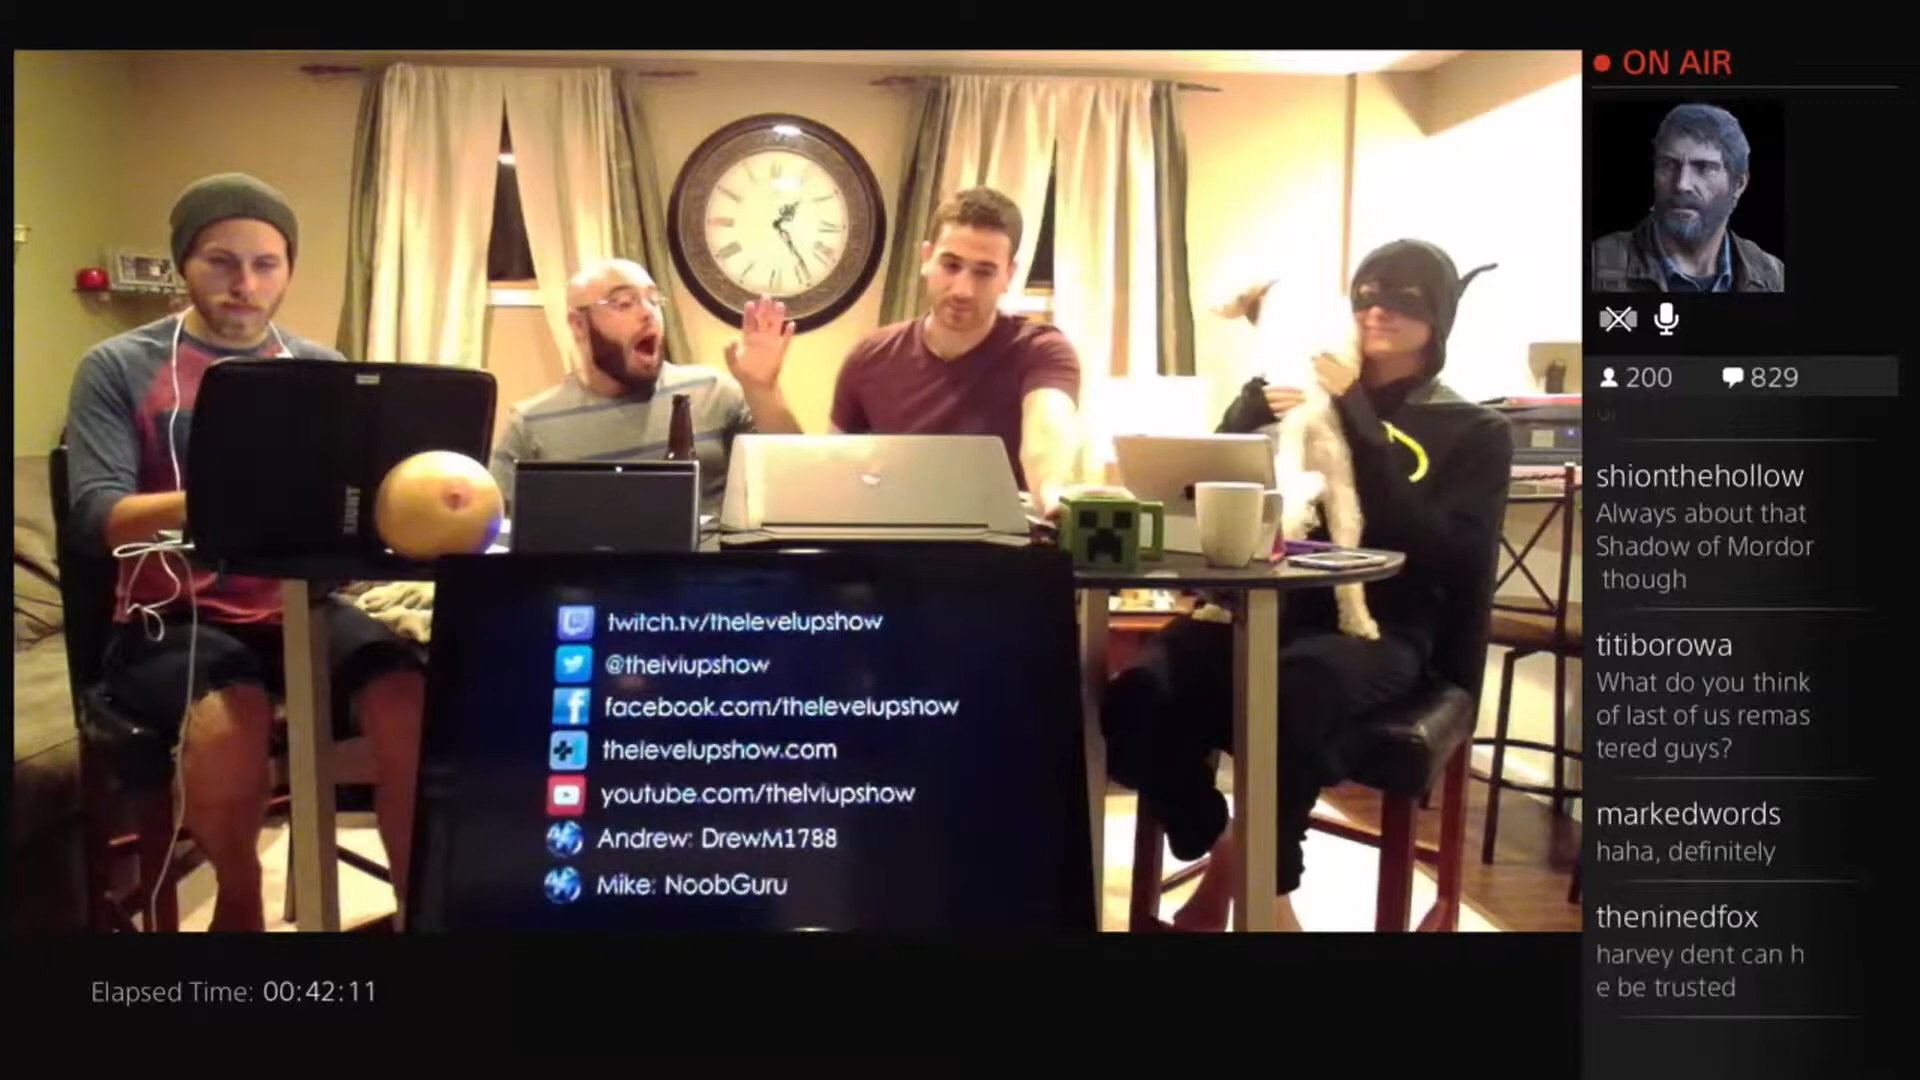 ON AIR
200 829
shionthehollow
Always about that
Shadow of Mordor
though
titiborowa
What do you think
of last of us remas
tered guys?
markedwords
haha, definitely
theninedfox
harvey dent can h
e be trusted
twitch.tv/thelevelupshow
@thelvlupshow
facebook.com/thelevelupshow
thelevelupshow.com
youtube.com/thelvlupshow
Andrew: DrewM1788
Mike: NoobGuru
Elapsed Time: 00:42:11